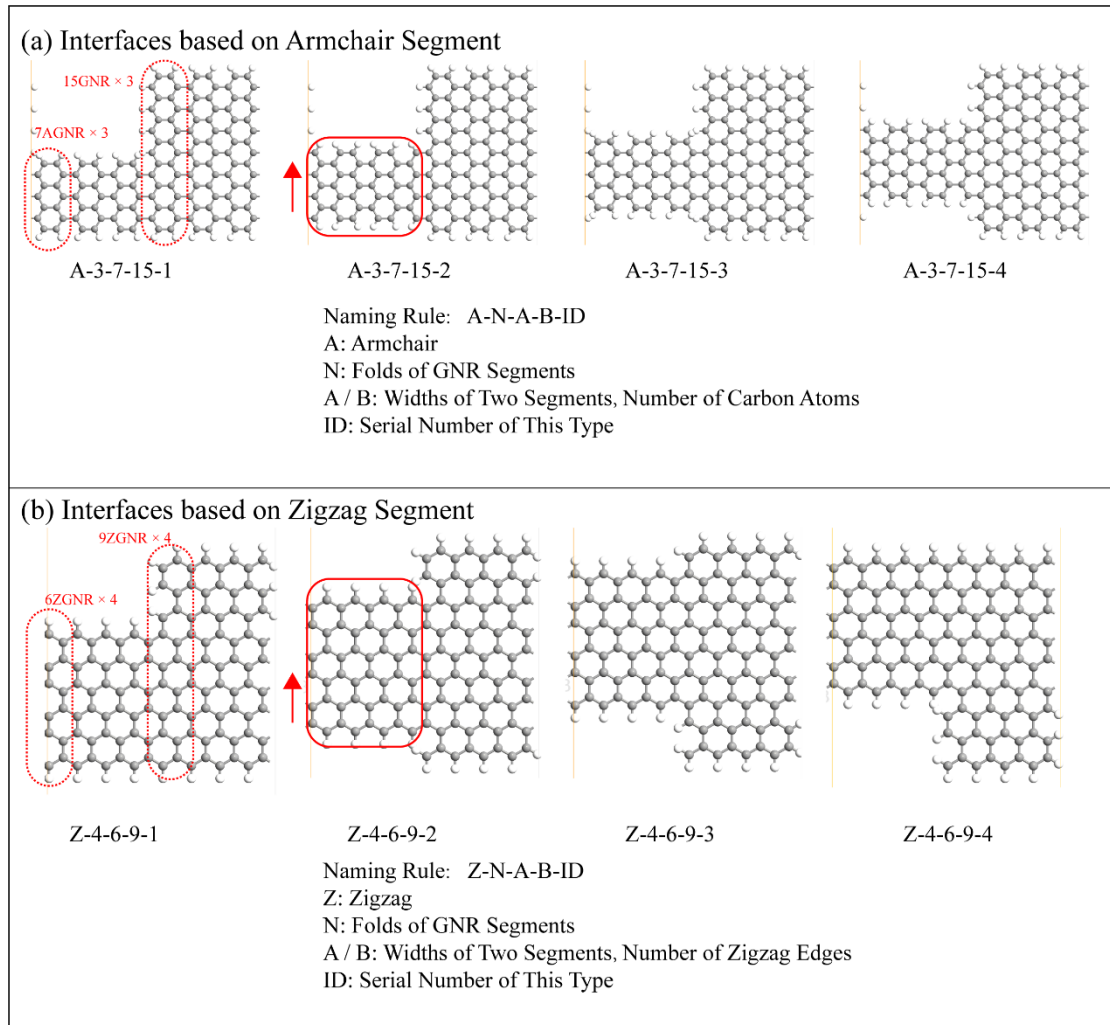 (a) Interfaces based on Armchair Segment
15GNR × 3
7AGNR × 3
A-3-7-15-1
A-3-7-15-2
A-3-7-15-3
A-3-7-15-4
Naming Rule: A-N-A-B-ID
A: Armchair
N: Folds of GNR Segments
A / B: Widths of Two Segments, Number of Carbon Atoms
ID: Serial Number of This Type
(b) Interfaces based on Zigzag Segment
9ZGNR × 4
6ZGNR × 4
Z-4-6-9-1
Z-4-6-9-2
Z-4-6-9-3
Z-4-6-9-4
Naming Rule: Z-N-A-B-ID
Z: Zigzag
N: Folds of GNR Segments
A / B: Widths of Two Segments, Number of Zigzag Edges
ID: Serial Number of This Type